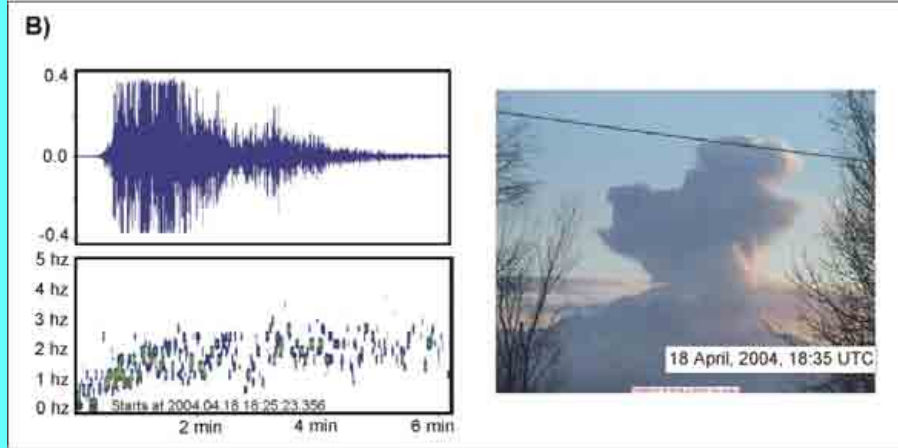 B)
0.4
0.0
-0.4
5 hz
4 hz
3 hz
2 hz
1 hz
0 hz
Starts at 2004.04.18 18:25:23.356
2 min
4 min
6 min
18 April, 2004, 18:35 UTC